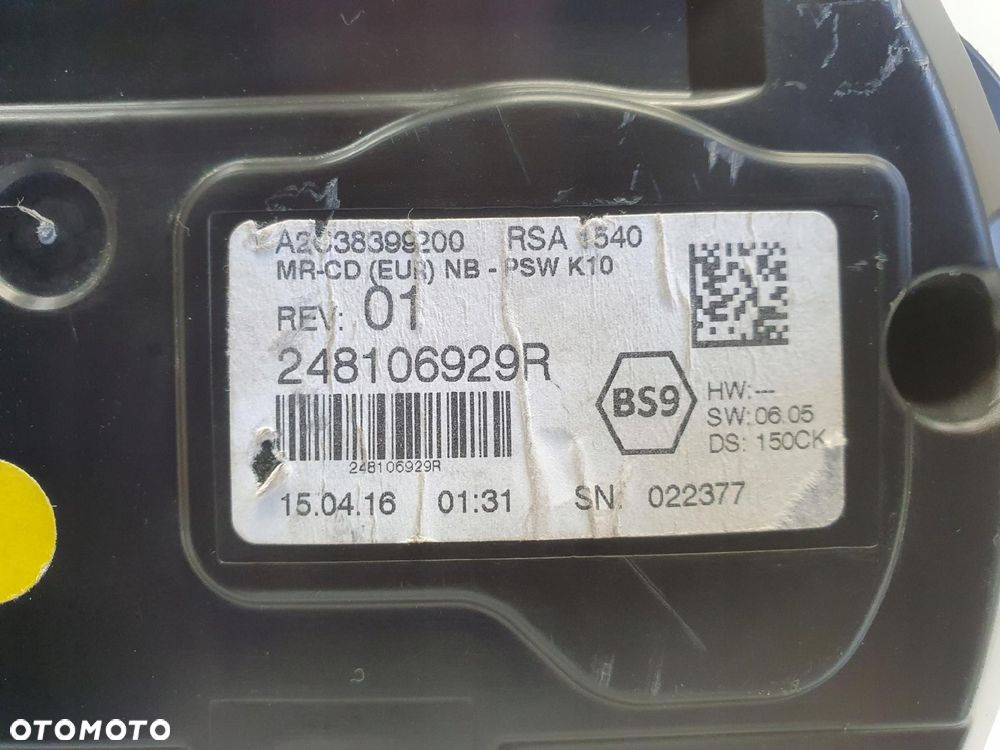 A2C38399200 RSA 1540
MR-CD (EUR) NB - PSW K10
REV: 01
248106929R
BS9
HW:---
SW: 06.05
DS: 150CK
248106929R
15.04.16 01:31 SN: 022377
OTOMOTO